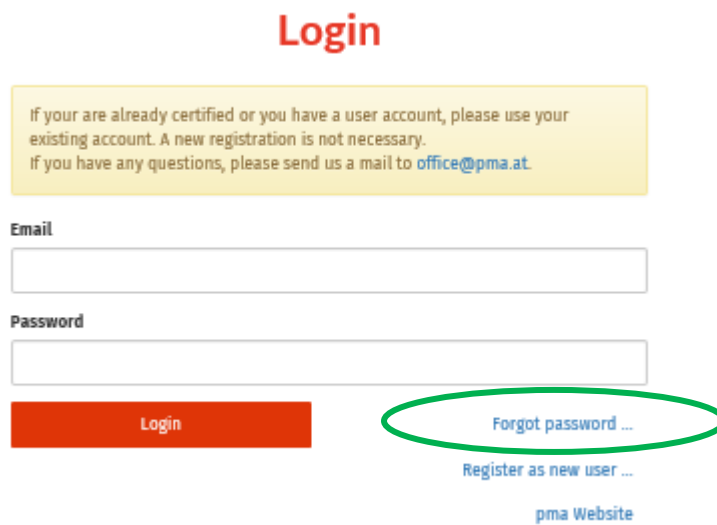 Login
If your are already certified or you have a user account, please use your
existing account. A new registration is not necessary.
If you have any questions, please send us a mail to office@pma.at.
Email
Password
Login
Forgot password ...
Register as new user ...
pma Website